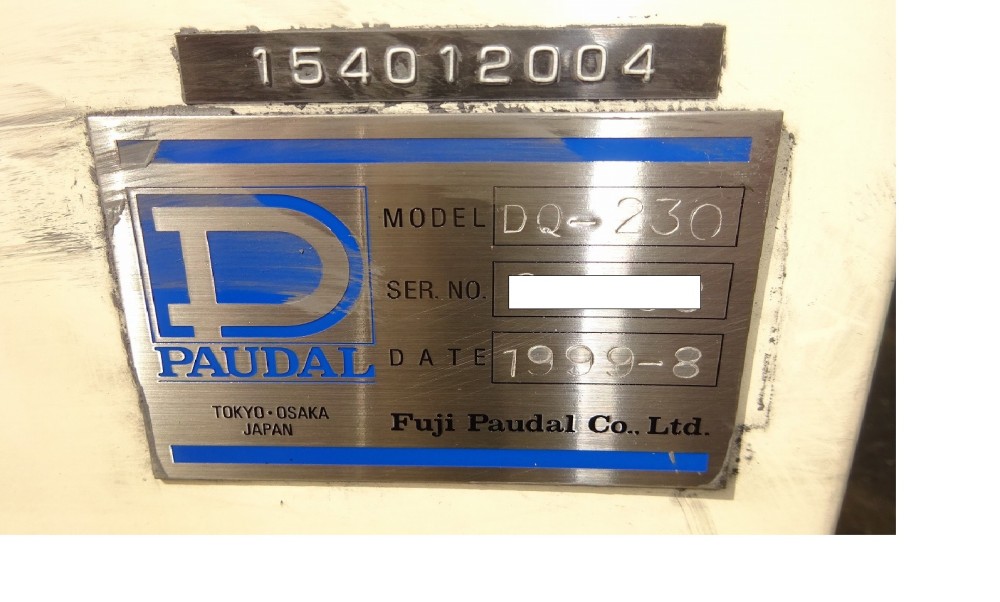 154012004
D
PAUDAL
TOKYO・OSAKA
JAPAN
MODEL DQ-230
SER. NO.
DATE 1999-8
Fuji Paudal Co., Ltd.